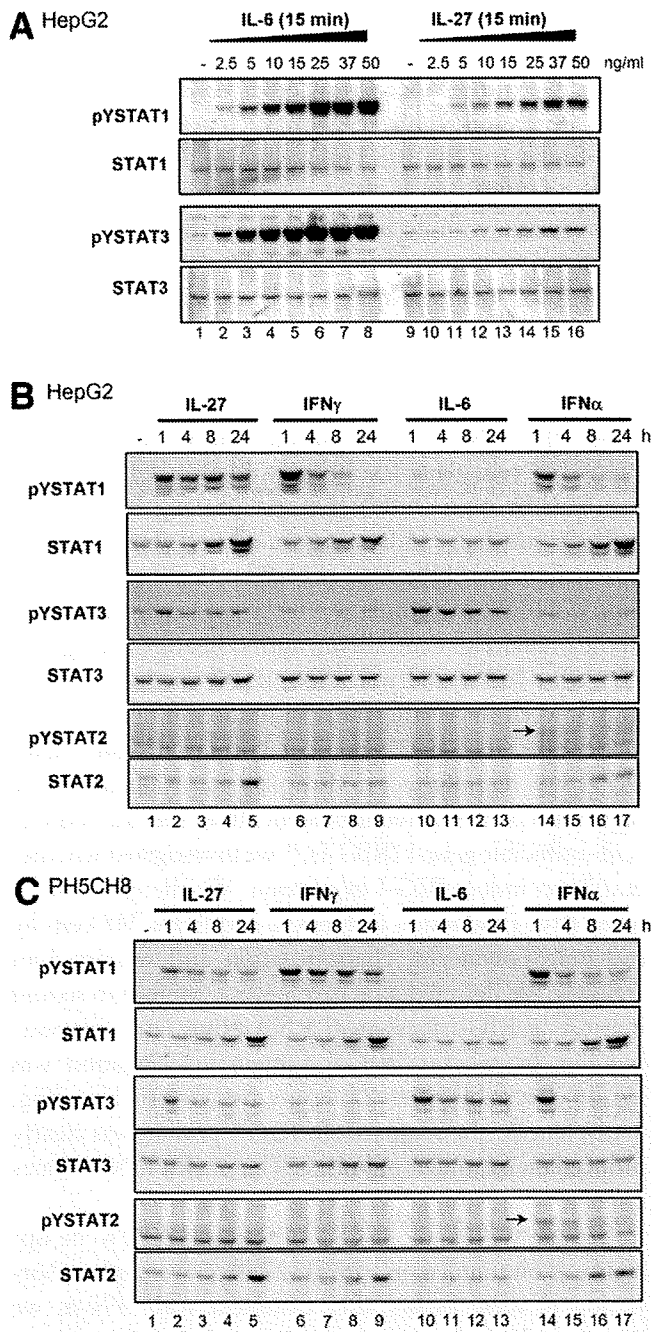 A HepG2
IL-6 (15 min) IL-27 (15 min)
- 2.5 5 10 15 25 37 50 - 2.5 5 10 15 25 37 50 ng/ml
pYSTAT1
STAT1
pYSTAT3
STAT3
1 2 3 4 5 6 7 8 9 10 11 12 13 14 15 16
B HepG2
IL-27 IFNγ IL-6 IFNα
- 1 4 8 24 1 4 8 24 1 4 8 24 1 4 8 24 h
pYSTAT1
STAT1
pYSTAT3
STAT3
pYSTAT2
STAT2
1 2 3 4 5 6 7 8 9 10 11 12 13 14 15 16 17
C PH5CH8
IL-27 IFNγ IL-6 IFNα
- 1 4 8 24 1 4 8 24 1 4 8 24 1 4 8 24 h
pYSTAT1
STAT1
pYSTAT3
STAT3
pYSTAT2
STAT2
1 2 3 4 5 6 7 8 9 10 11 12 13 14 15 16 17